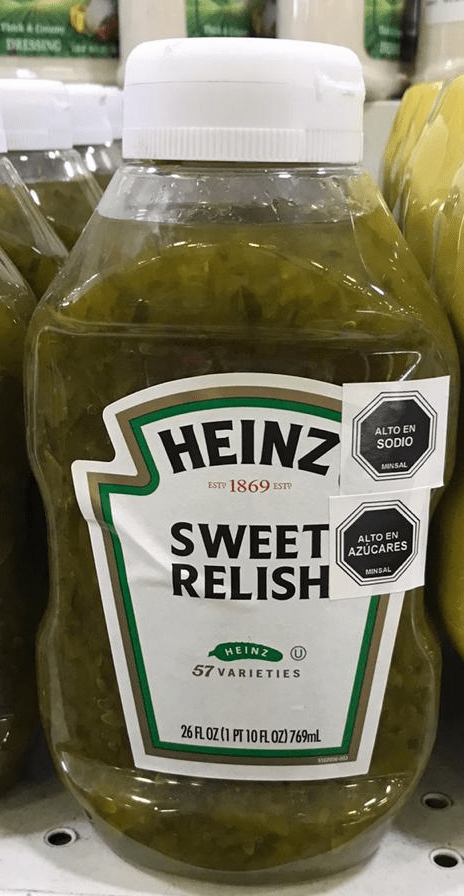 DRESSING
HEINZ
ESTD 1869 ESTD
SWEET
RELISH
HEINZ
U
57 VARIETIES
26 FL OZ (1 PT 10 FL OZ) 769mL
ALTO EN
SODIO
MINSAL
ALTO EN
AZÚCARES
MINSAL